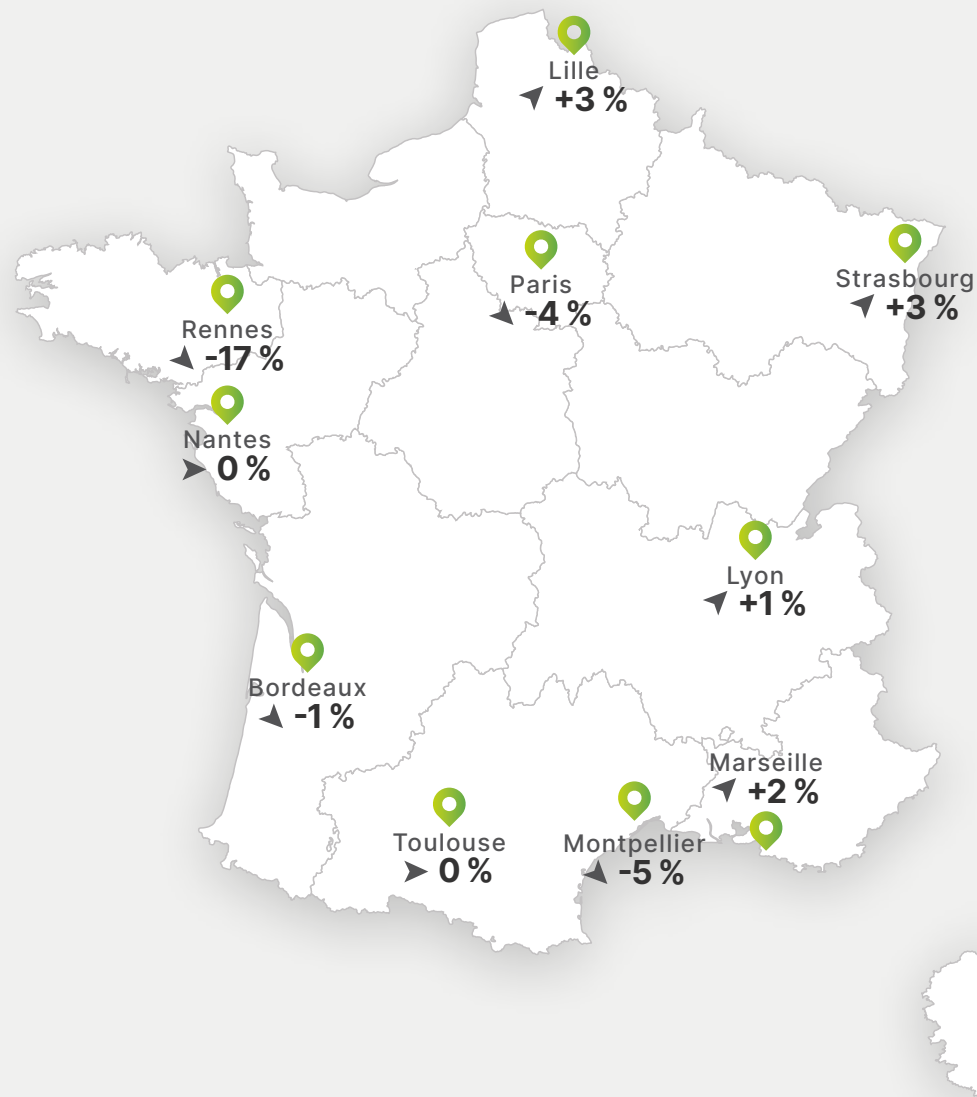 Lille
+3 %
Paris
-4 %
Strasbourg
+3 %
Rennes
-17 %
Nantes
0 %
Lyon
+1 %
Bordeaux
-1 %
Marseille
+2 %
Toulouse
0 %
Montpellier
-5 %